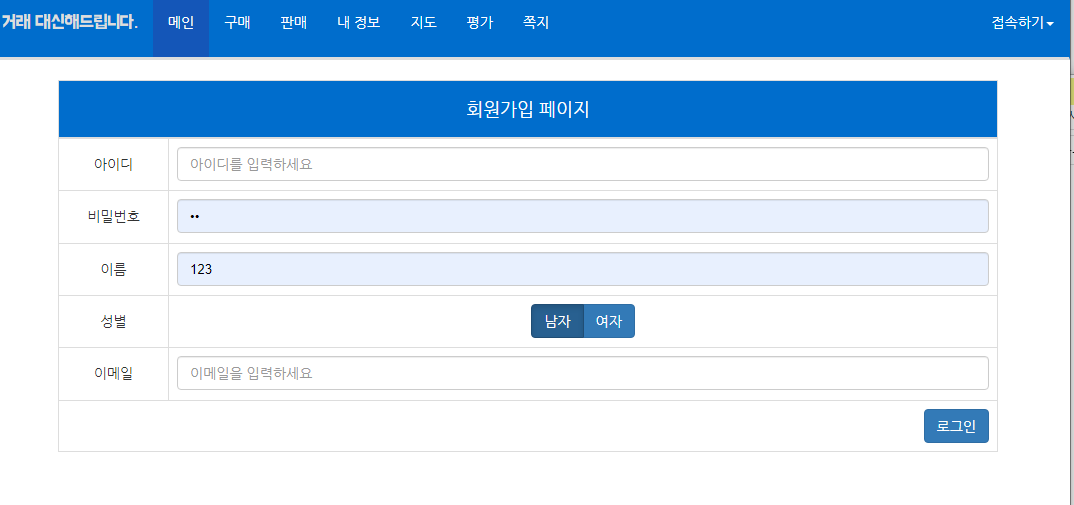 거래 대신해드립니다. 메인 구매 판매 내 정보 지도 평가 쪽지 접속하기
회원가입 페이지
아이디 아이디를 입력하세요
비밀번호 ••
이름 123
성별 남자 여자
이메일 이메일을 입력하세요
로그인